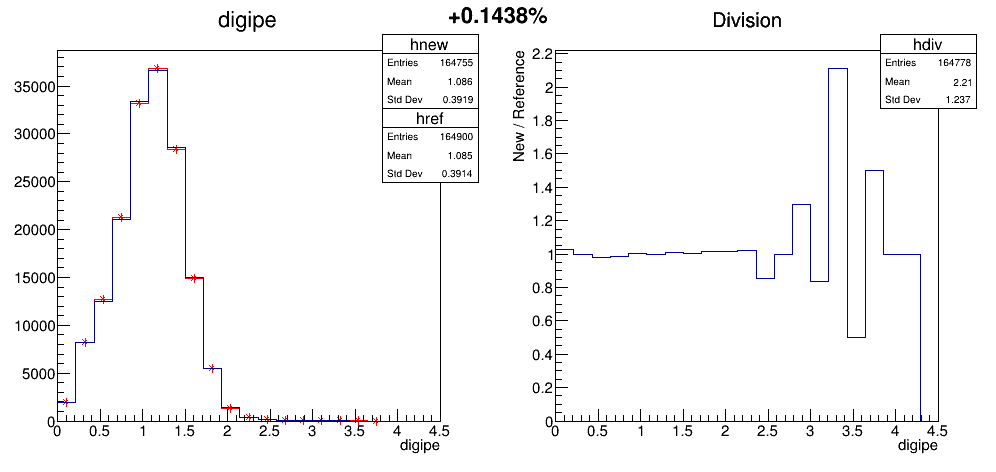 +0.1438%
digipe
hnew
Entries 164755
Mean 1.086
Std Dev 0.3919
href
Entries 164900
Mean 1.085
Std Dev 0.3914
35000
30000
25000
20000
15000
10000
5000
0
0 0.5 1 1.5 2 2.5 3 3.5 4 4.5
digipe
Division
hdiv
Entries 164778
Mean 2.21
Std Dev 1.237
New / Reference
2.2
2
1.8
1.6
1.4
1.2
1
0.8
0.6
0.4
0.2
0
0 0.5 1 1.5 2 2.5 3 3.5 4 4.5
digipe